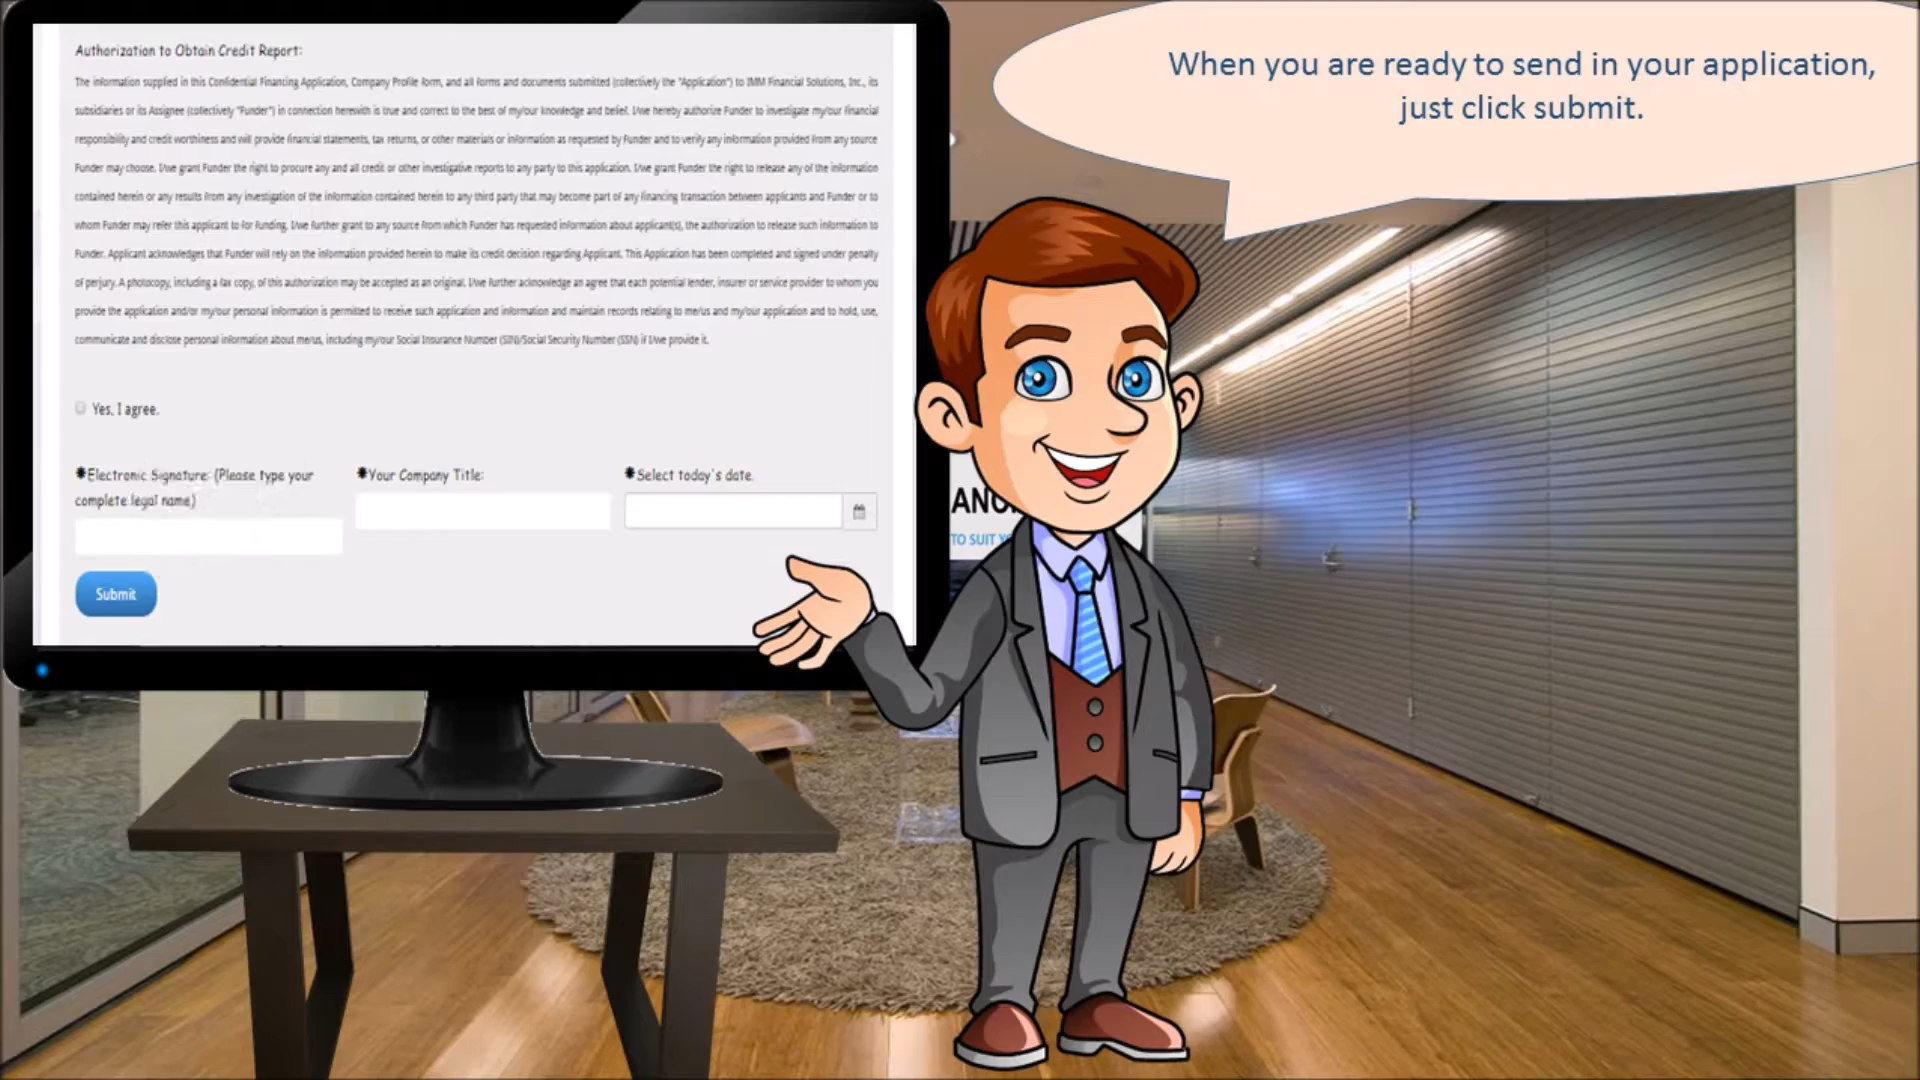 Authorization to Obtain Credit Report:
The information supplied in this Confidential Financing Application, Company Profile form, and all forms and documents submitted (collectively the "Application") to IMM Financial Solutions, Inc., its
subsidiaries or its Assignee (collectively "Funder") in connection herewith is true and correct to the best of my/our knowledge and belief. I/we hereby authorize Funder to investigate my/our financial
responsibility and credit worthiness and will provide financial statements, tax returns, or other materials or information as requested by Funder and to verify any information provided from any source
Funder may choose. I/we grant Funder the right to procure any and all credit or other investigative reports to any party to this application. I/we grant Funder the right to release any of the information
contained herein or any results from any investigation of the information contained herein to any third party that may become part of any financing transaction between applicants and Funder or to
whom Funder may refer this applicant to for funding. I/we further grant to any source from which Funder has requested information about applicant(s), the authorization to release such information to
Funder. Applicant acknowledges that Funder will rely on the information provided herein to make its credit decision regarding Applicant. This Application has been completed and signed under penalty
of perjury. A photocopy, including a fax copy, of this authorization may be accepted as an original. I/we further acknowledge an agree that each potential lender, insurer or service provider to whom you
provide the application and/or my/our personal information is permitted to receive such application and information and maintain records relating to me/us and my/our application and to hold, use,
communicate and disclose personal information about me/us, including my/our Social Insurance Number (SIN)/Social Security Number (SSN) if I/we provide it.
Yes, I agree.
*Electronic Signature: (Please type your
complete legal name)
*Your Company Title:
*Select today's date.
Submit
When you are ready to send in your application,
just click submit.
TO SUIT